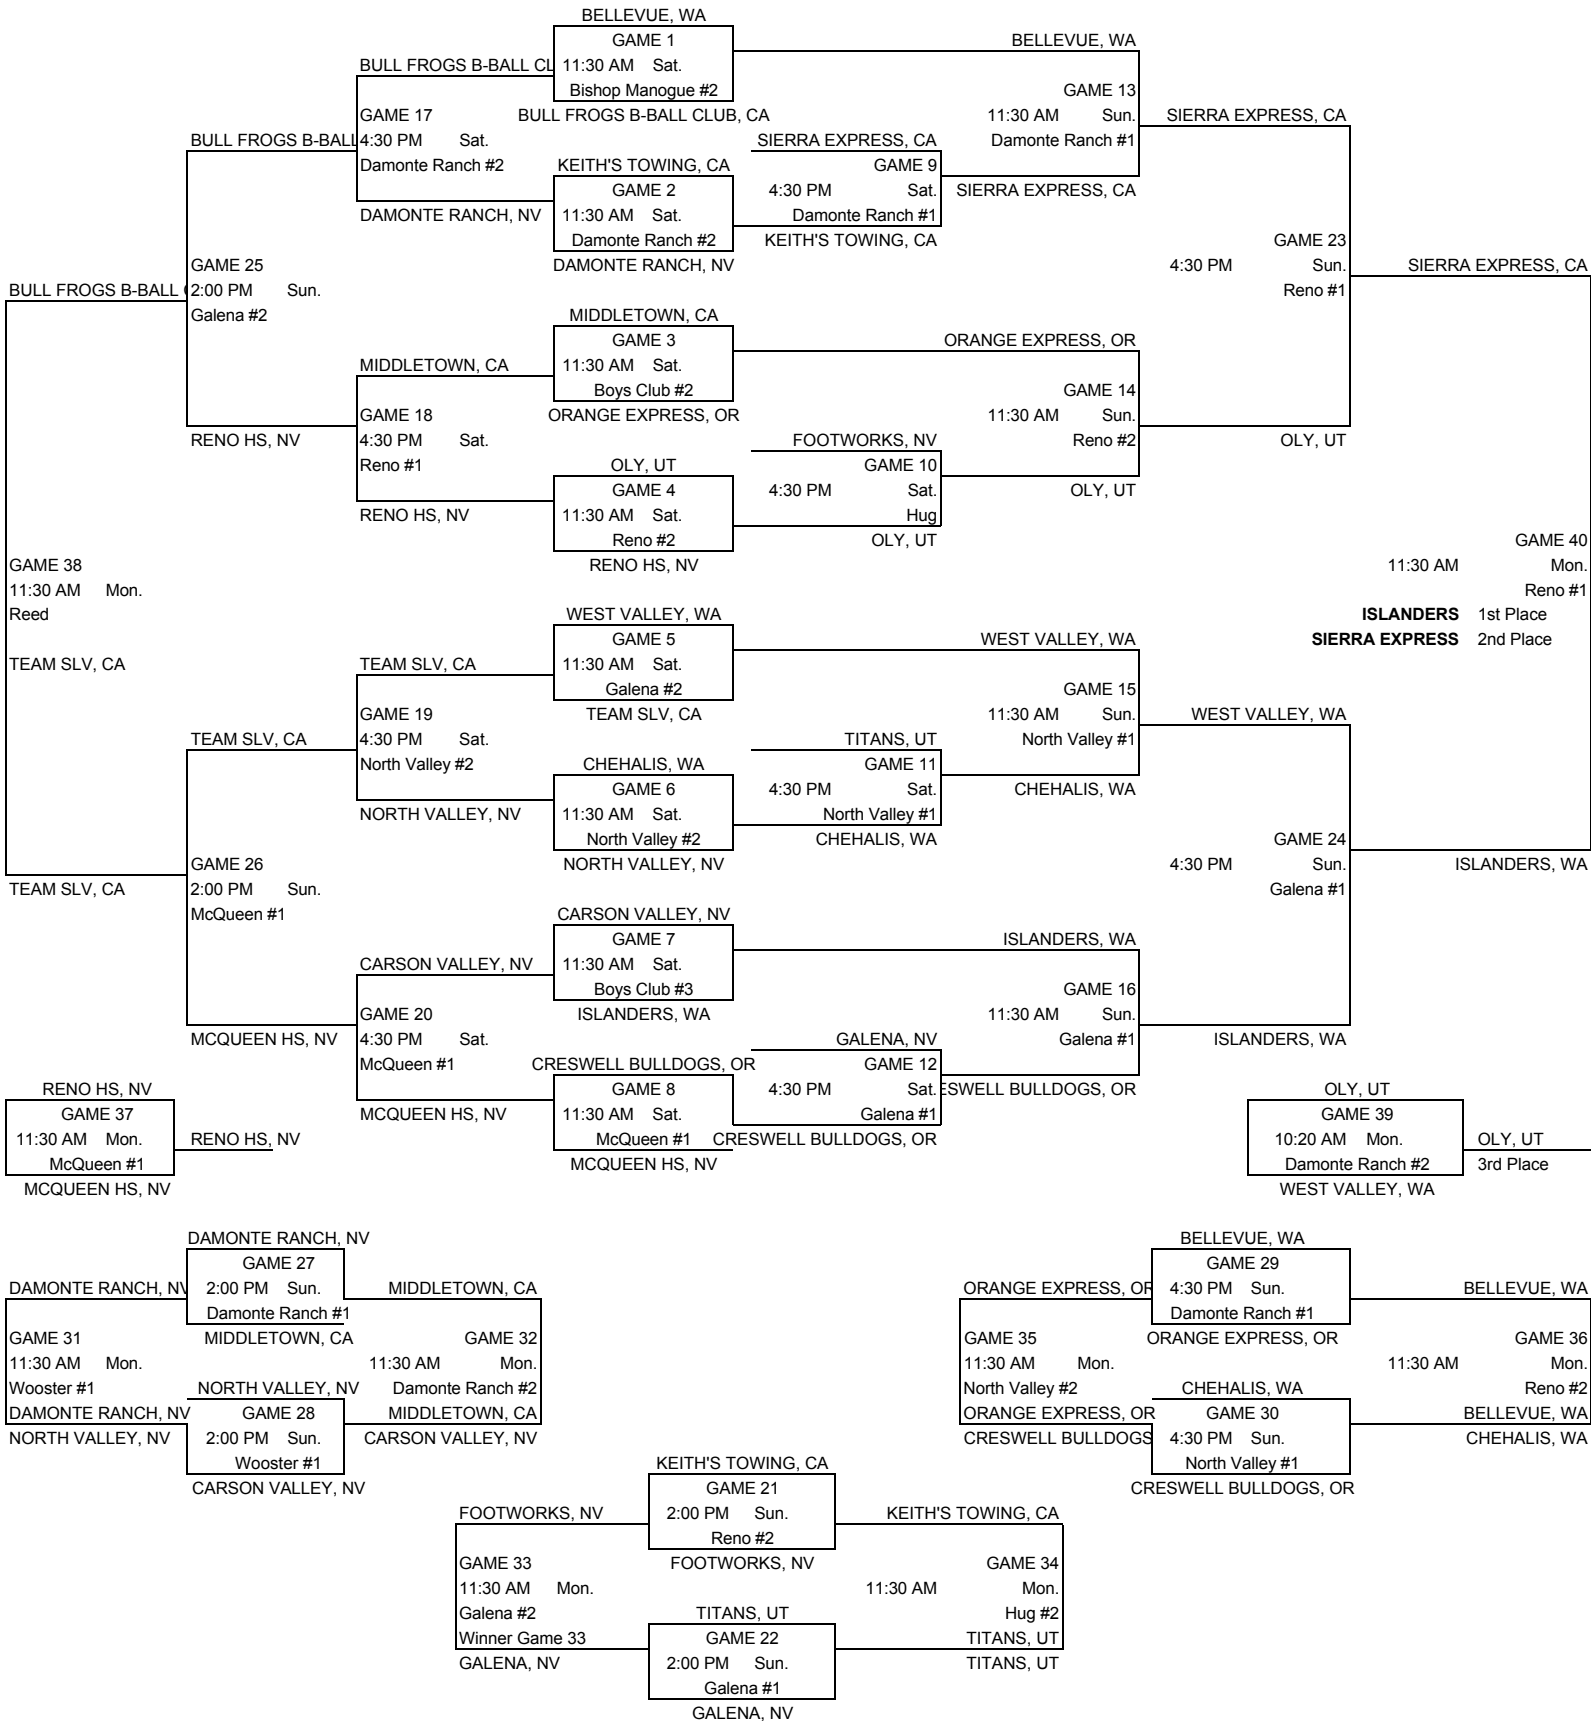 BELLEVUE, WA
GAME 1
11:30 AM Sat.
Bishop Manogue #2
BULL FROGS B-BALL CLUB, CA
BULL FROGS B-BALL CL
GAME 17
4:30 PM Sat.
Damonte Ranch #2
DAMONTE RANCH, NV
KEITH'S TOWING, CA
GAME 2
11:30 AM Sat.
Damonte Ranch #2
DAMONTE RANCH, NV
BELLEVUE, WA
GAME 13
11:30 AM Sun.
Damonte Ranch #1
SIERRA EXPRESS, CA
SIERRA EXPRESS, CA
GAME 9
4:30 PM Sat.
Damonte Ranch #1
KEITH'S TOWING, CA
SIERRA EXPRESS, CA
GAME 23
4:30 PM Sun.
Reno #1
OLY, UT
BULL FROGS B-BALL
GAME 25
2:00 PM Sun.
Galena #2
RENO HS, NV
MIDDLETOWN, CA
GAME 3
11:30 AM Sat.
Boys Club #2
ORANGE EXPRESS, OR
MIDDLETOWN, CA
GAME 18
4:30 PM Sat.
Reno #1
RENO HS, NV
OLY, UT
GAME 4
11:30 AM Sat.
Reno #2
RENO HS, NV
ORANGE EXPRESS, OR
GAME 14
11:30 AM Sun.
Reno #2
OLY, UT
FOOTWORKS, NV
GAME 10
4:30 PM Sat.
Hug
OLY, UT
BULL FROGS B-BALL
GAME 38
11:30 AM Mon.
Reed
TEAM SLV, CA
TEAM SLV, CA
SIERRA EXPRESS, CA
GAME 40
11:30 AM Mon.
Reno #1
ISLANDERS 1st Place
SIERRA EXPRESS 2nd Place
ISLANDERS, WA
WEST VALLEY, WA
GAME 5
11:30 AM Sat.
Galena #2
TEAM SLV, CA
TEAM SLV, CA
GAME 19
4:30 PM Sat.
North Valley #2
NORTH VALLEY, NV
CHEHALIS, WA
GAME 6
11:30 AM Sat.
North Valley #2
NORTH VALLEY, NV
WEST VALLEY, WA
GAME 15
11:30 AM Sun.
North Valley #1
CHEHALIS, WA
TITANS, UT
GAME 11
4:30 PM Sat.
North Valley #1
CHEHALIS, WA
TEAM SLV, CA
GAME 26
2:00 PM Sun.
McQueen #1
MCQUEEN HS, NV
WEST VALLEY, WA
GAME 24
4:30 PM Sun.
Galena #1
ISLANDERS, WA
CARSON VALLEY, NV
GAME 7
11:30 AM Sat.
Boys Club #3
ISLANDERS, WA
CARSON VALLEY, NV
GAME 20
4:30 PM Sat.
McQueen #1
MCQUEEN HS, NV
CRESWELL BULLDOGS, OR
GAME 8
11:30 AM Sat.
McQueen #1
MCQUEEN HS, NV
ISLANDERS, WA
GAME 16
11:30 AM Sun.
Galena #1
ESWELL BULLDOGS, OR
GALENA, NV
GAME 12
4:30 PM Sat.
Galena #1
CRESWELL BULLDOGS, OR
RENO HS, NV
GAME 37
11:30 AM Mon.
McQueen #1
MCQUEEN HS, NV
RENO HS, NV
OLY, UT
GAME 39
10:20 AM Mon.
Damonte Ranch #2
WEST VALLEY, WA
OLY, UT
3rd Place
DAMONTE RANCH, NV
GAME 27
2:00 PM Sun.
Damonte Ranch #1
MIDDLETOWN, CA
DAMONTE RANCH, NV
GAME 31
11:30 AM Mon.
Wooster #1
DAMONTE RANCH, NV
NORTH VALLEY, NV
MIDDLETOWN, CA
GAME 32
11:30 AM Mon.
Damonte Ranch #2
MIDDLETOWN, CA
CARSON VALLEY, NV
NORTH VALLEY, NV
GAME 28
2:00 PM Sun.
Wooster #1
CARSON VALLEY, NV
BELLEVUE, WA
GAME 29
4:30 PM Sun.
Damonte Ranch #1
ORANGE EXPRESS, OR
ORANGE EXPRESS, OR
GAME 35
11:30 AM Mon.
North Valley #2
ORANGE EXPRESS, OR
CRESWELL BULLDOGS
BELLEVUE, WA
GAME 36
11:30 AM Mon.
Reno #2
BELLEVUE, WA
CHEHALIS, WA
CHEHALIS, WA
GAME 30
4:30 PM Sun.
North Valley #1
CRESWELL BULLDOGS, OR
KEITH'S TOWING, CA
GAME 21
2:00 PM Sun.
Reno #2
FOOTWORKS, NV
FOOTWORKS, NV
GAME 33
11:30 AM Mon.
Galena #2
Winner Game 33
GALENA, NV
KEITH'S TOWING, CA
GAME 34
11:30 AM Mon.
Hug #2
TITANS, UT
TITANS, UT
TITANS, UT
GAME 22
2:00 PM Sun.
Galena #1
GALENA, NV